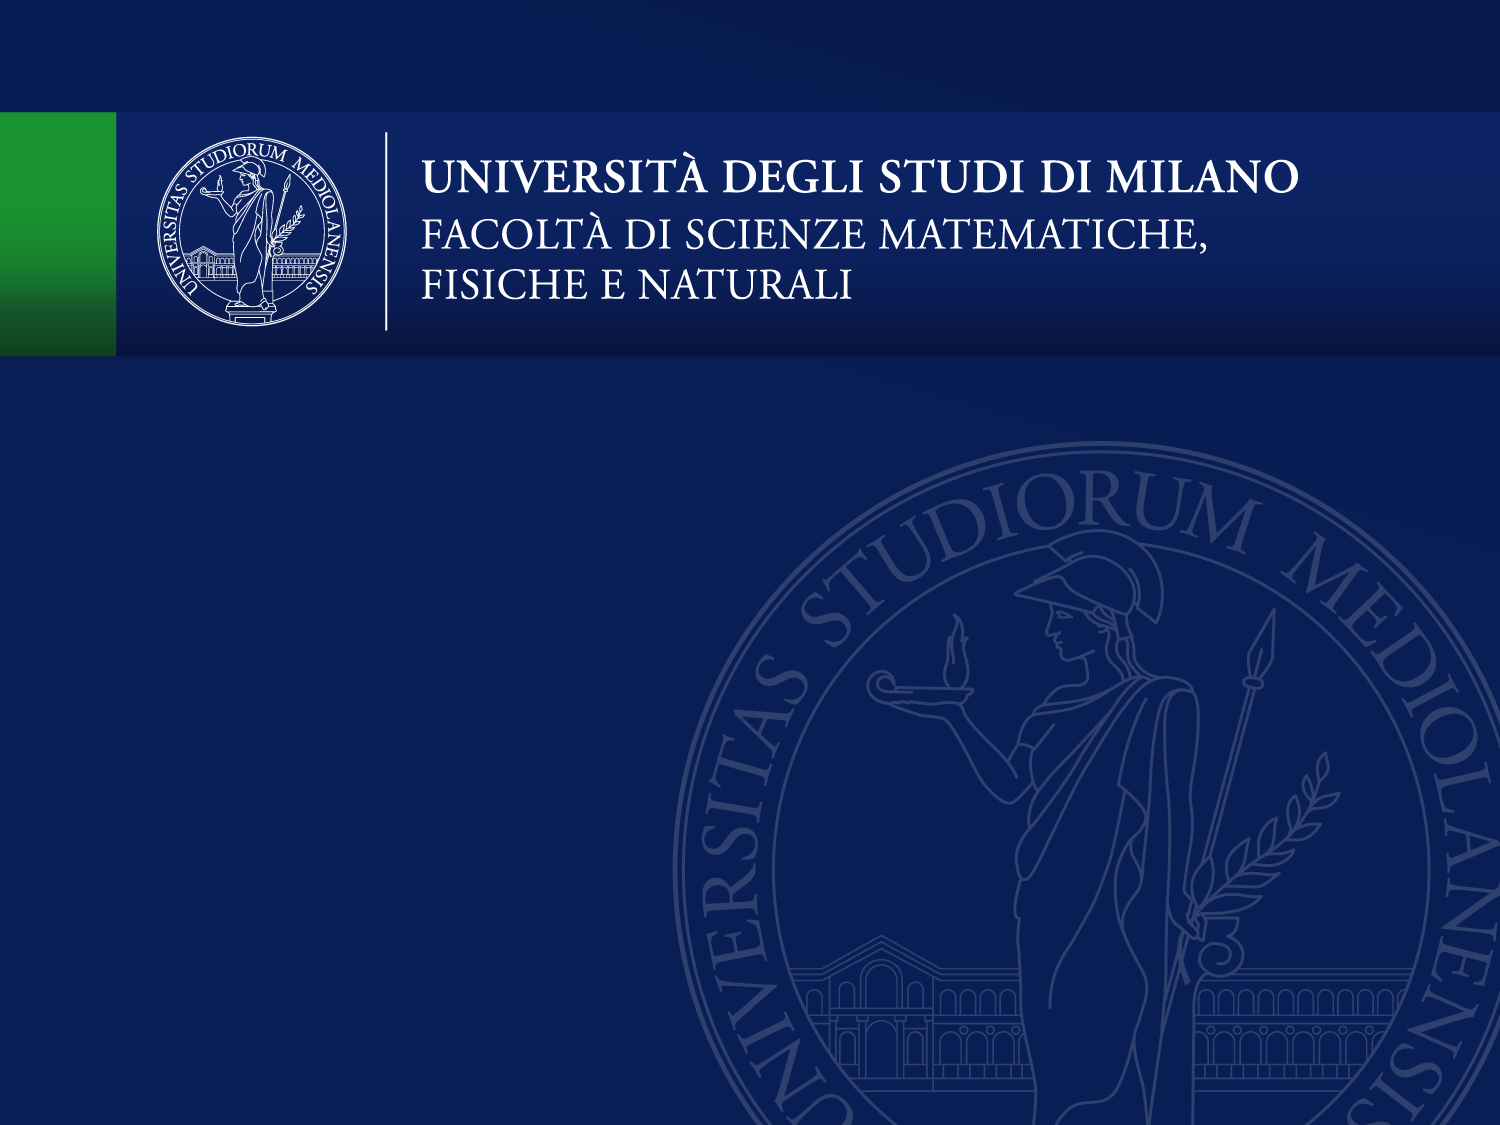 UNIVERSITAS STUDIORUM MEDIOLANENSIS
UNIVERSITÀ DEGLI STUDI DI MILANO
FACOLTÀ DI SCIENZE MATEMATICHE,
FISICHE E NATURALI
UNIVERSITAS STUDIORUM MEDIOLANENSIS